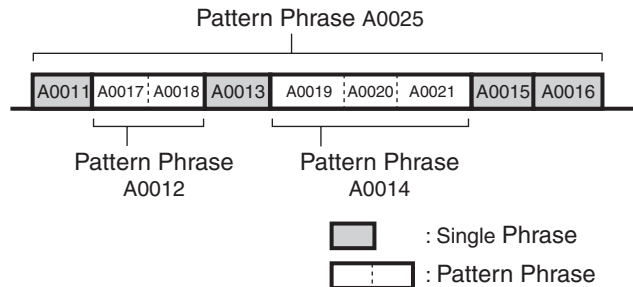 Pattern Phrase A0025
A0011 A0017 A0018 A0013 A0019 A0020 A0021 A0015 A0016
Pattern Phrase Pattern Phrase
A0012 A0014
: Single Phrase
: Pattern Phrase